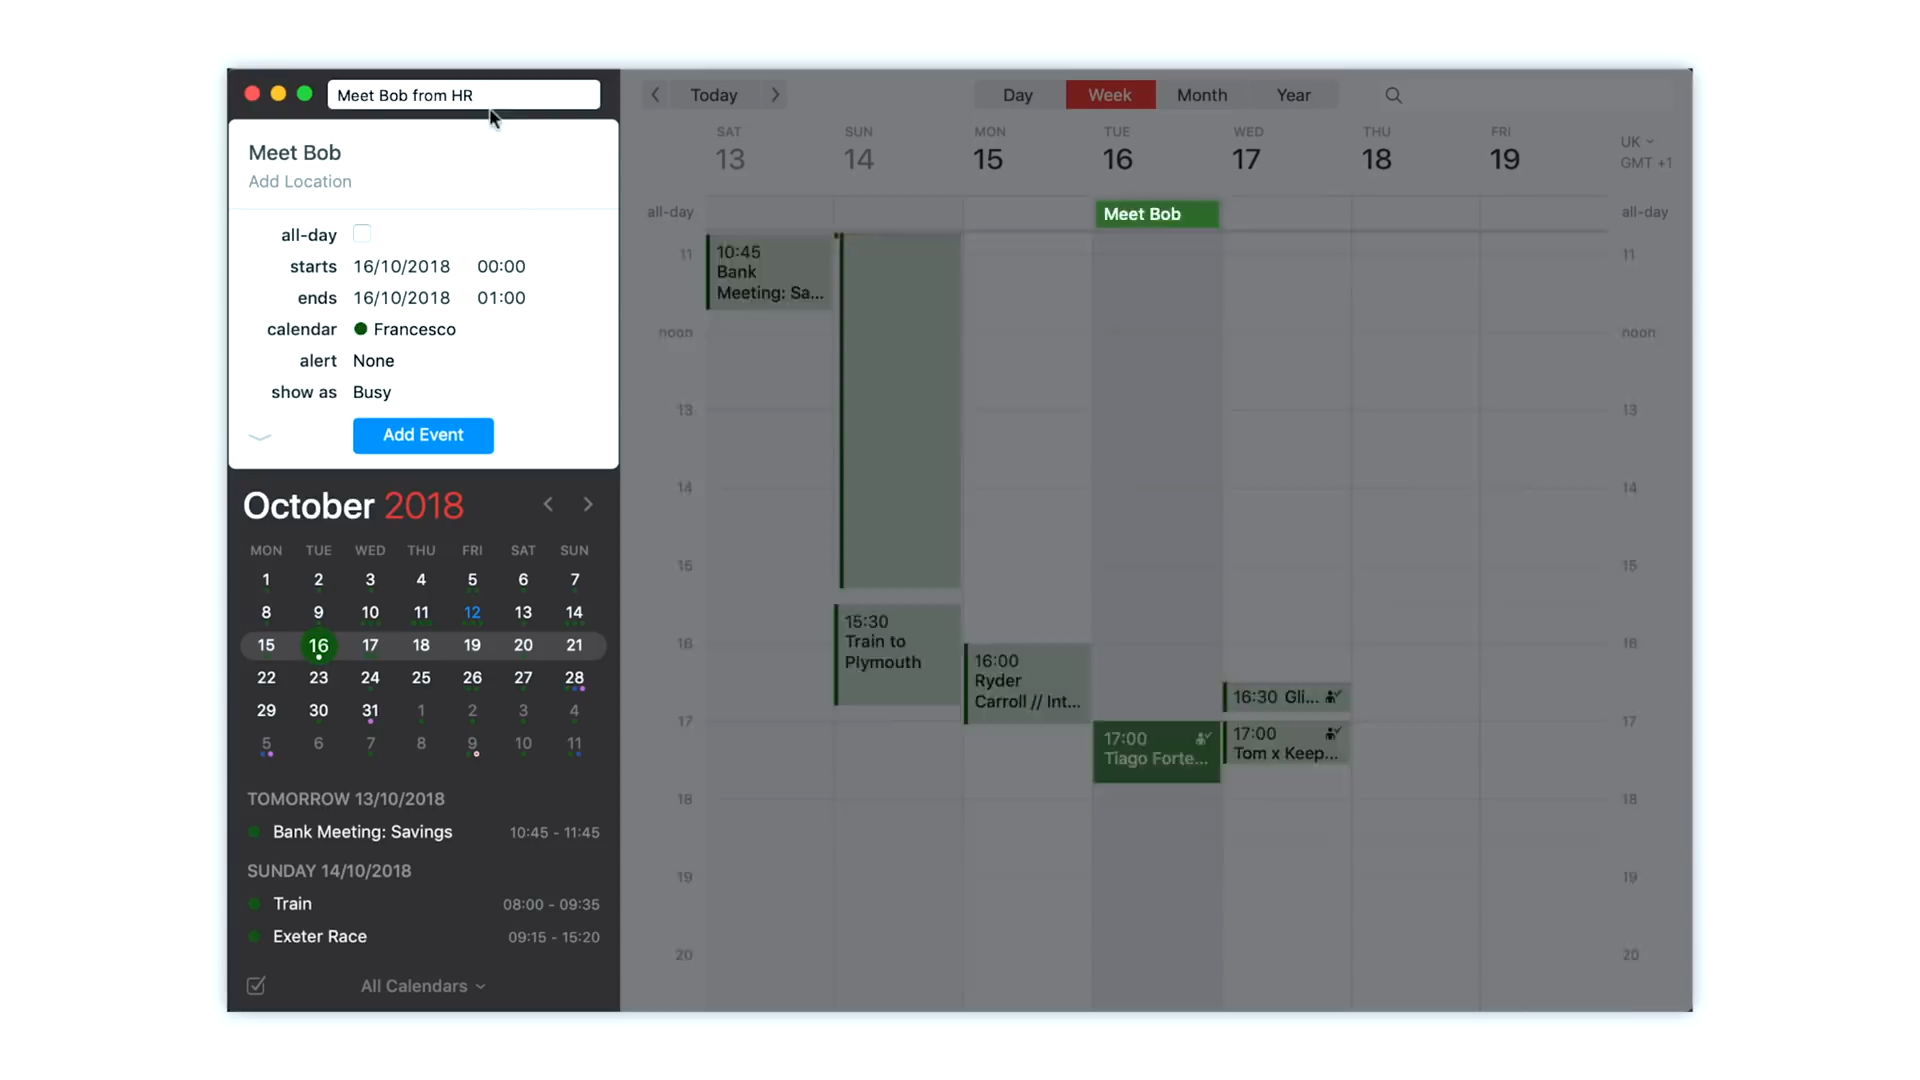 Meet Bob from HR
Meet Bob
Add Location
all-day
starts 16/10/2018 00:00
ends 16/10/2018 01:00
calendar Francesco
alert None
show as Busy
Add Event
October 2018
MON TUE WED THU FRI SAT SUN
1 2 3 4 5 6 7
8 9 10 11 12 13 14
15 16 17 18 19 20 21
22 23 24 25 26 27 28
29 30 31 1 2 3 4
5 6 7 8 9 10 11
TOMORROW 13/10/2018
Bank Meeting: Savings 10:45 - 11:45
SUNDAY 14/10/2018
Train 08:00 - 09:35
Exeter Race 09:15 - 15:20
All Calendars
Today Day Week Month Year
SAT SUN MON TUE WED THU FRI
13 14 15 16 17 18 19
UK
GMT +1
all-day Meet Bob all-day
11 11
10:45
Bank
Meeting: Sa...
noon noon
13 13
14 14
15 15
15:30
Train to
Plymouth
16 16
16:00
Ryder
Carroll // Int...
16:30 Gli...
17 17
17:00
Tiago Forte...
17:00
Tom x Keep...
18 18
19 19
20 20